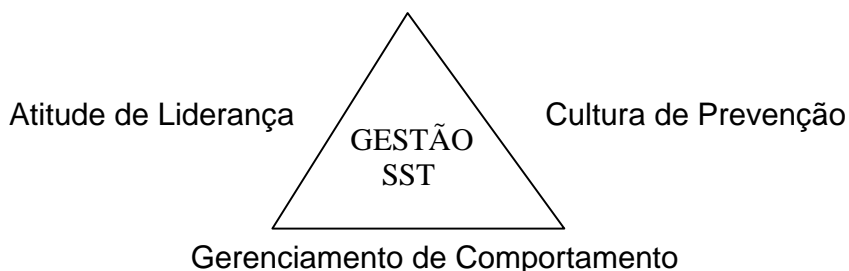 Atitude de Liderança
Cultura de Prevenção
GESTÃO
SST
Gerenciamento de Comportamento